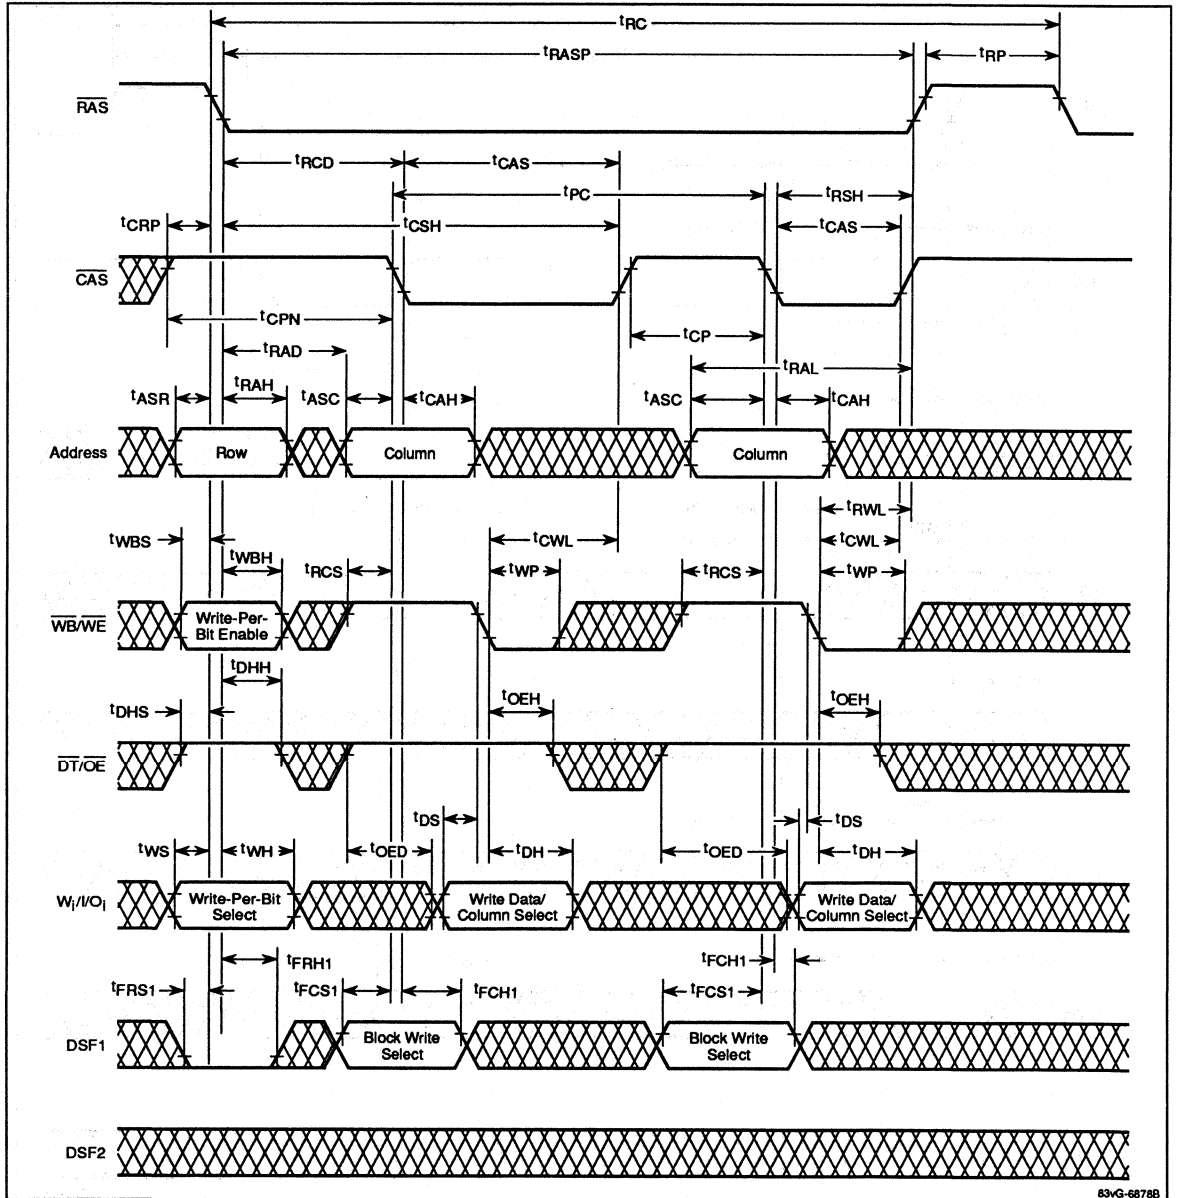 tRC
tRASP
tRP
RAS
tRCD
tCAS
tPC
tRSH
tCRP
tCSH
tCAS
CAS
tCPN
tCP
tRAD
tRAL
tASR
tRAH
tASC
tCAH
tASC
tCAH
Address
Row
Column
Column
tRWL
tWBS
tCWL
tCWL
tWBH
tRCS
tWP
tRCS
tWP
WB/WE
Write-Per-
Bit Enable
tDHH
tDHS
tOEH
tOEH
DT/OE
tDS
tDS
tWS
tWH
tOED
tDH
tOED
tDH
Wi/I/Oi
Write-Per-Bit
Select
Write Data/
Column Select
Write Data/
Column Select
tFRH1
tFCH1
tFRS1
tFCS1
tFCH1
tFCS1
DSF1
Block Write
Select
Block Write
Select
DSF2
83vG-6878B